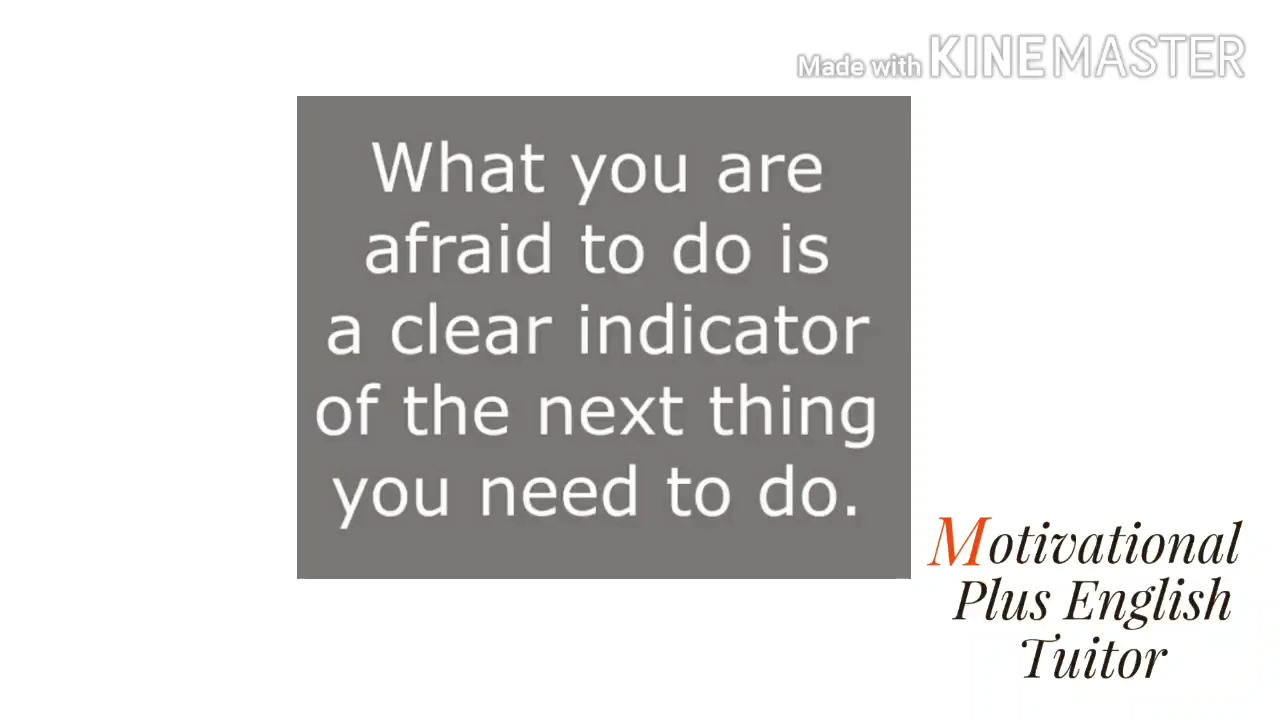 Made with KINEMASTER
What you are
afraid to do is
a clear indicator
of the next thing
you need to do.
Motivational
Plus English
Tuitor